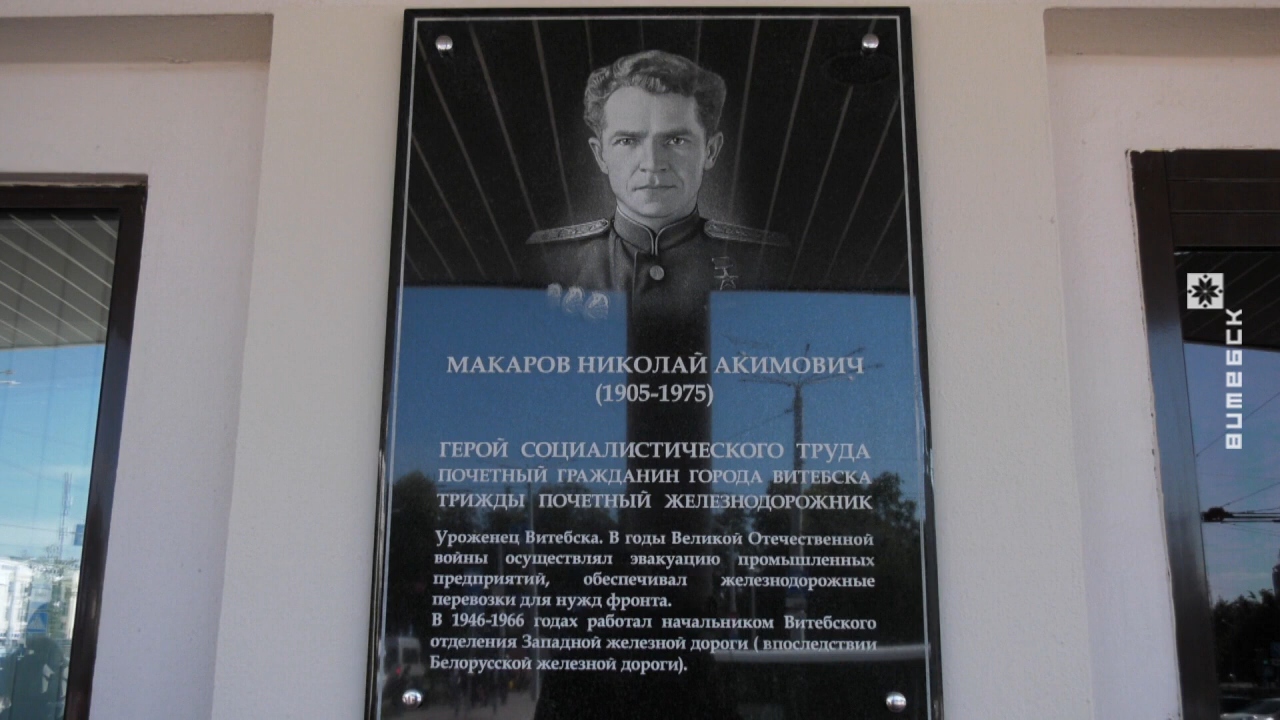 МАКАРОВ НИКОЛАЙ АКИМОВИЧ
(1905-1975)
ГЕРОЙ СОЦИАЛИСТИЧЕСКОГО ТРУДА
ПОЧЕТНЫЙ ГРАЖДАНИН ГОРОДА ВИТЕБСКА
ТРИЖДЫ ПОЧЕТНЫЙ ЖЕЛЕЗНОДОРОЖНИК
Уроженец Витебска. В годы Великой Отечественной
войны осуществлял эвакуацию промышленных
предприятий, обеспечивал железнодорожные
перевозки для нужд фронта.
В 1946-1966 годах работал начальником Витебского
отделения Западной железной дороги ( впоследствии
Белорусской железной дороги).
ВИТЕБСК